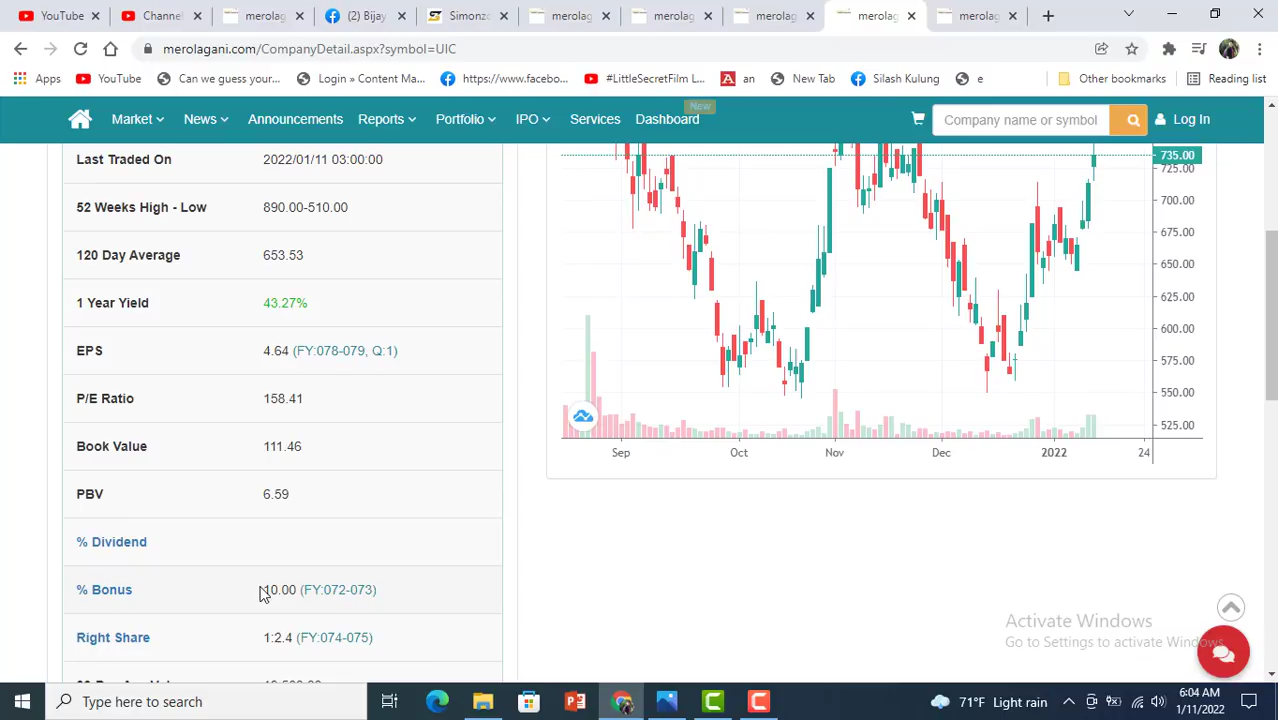 YouTube
Channel
merolag
(2) Bijay
Simonz
merolag
merolag
merolag
merolag
merolag
merolagani.com/CompanyDetail.aspx?symbol=UIC
Apps
YouTube
Can we guess your...
Login » Content Ma...
https://www.facebo...
#LittleSecretFilm L...
an
New Tab
Silash Kulung
e
Other bookmarks
Reading list
Market
News
Announcements
Reports
Portfolio
IPO
Services
Dashboard
New
Company name or symbol
Log In
Last Traded On 2022/01/11 03:00:00
52 Weeks High - Low 890.00-510.00
120 Day Average 653.53
1 Year Yield 43.27%
EPS 4.64 (FY:078-079, Q:1)
P/E Ratio 158.41
Book Value 111.46
PBV 6.59
% Dividend
% Bonus 10.00 (FY:072-073)
Right Share 1:2.4 (FY:074-075)
735.00
725.00
700.00
675.00
650.00
625.00
600.00
575.00
550.00
525.00
Sep Oct Nov Dec 2022 24
Activate Windows
Go to Settings to activate Windows.
Type here to search
71°F Light rain
6:04 AM
1/11/2022